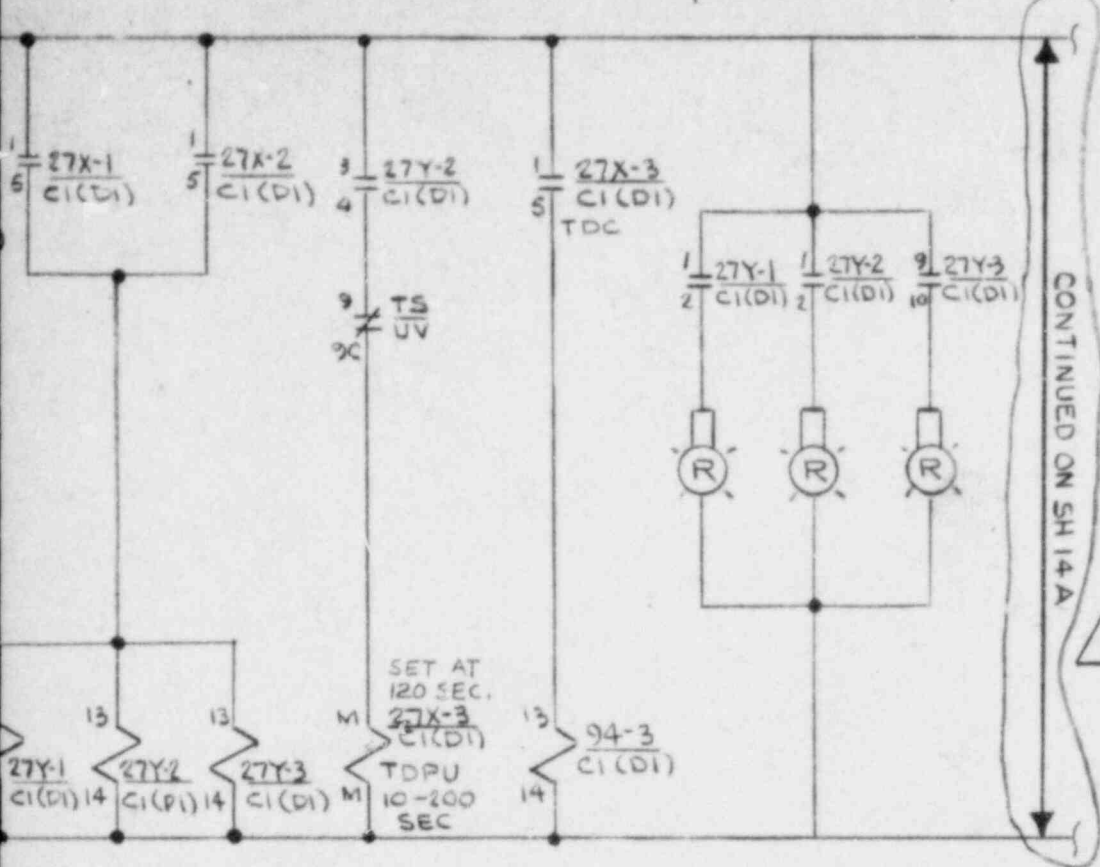 1
27X-1
6
C1(D1)
1
27X-2
5
C1(D1)
3
27Y-2
4
C1(D1)
1
27X-3
5
C1(D1)
TDC
9
TS
9C
UV
1
27Y-1
2
C1(D1)
1
27Y-2
2
C1(D1)
9
27Y-3
10
C1(D1)
R
R
R
CONTINUED ON SH 14A
27Y-1
C1(D1)
13
27Y-2
14
C1(D1)
13
27Y-3
14
C1(D1)
SET AT
120 SEC.
M
27X-3
C1(D1)
TDPU
M
10-200
SEC
13
94-3
C1(D1)
14